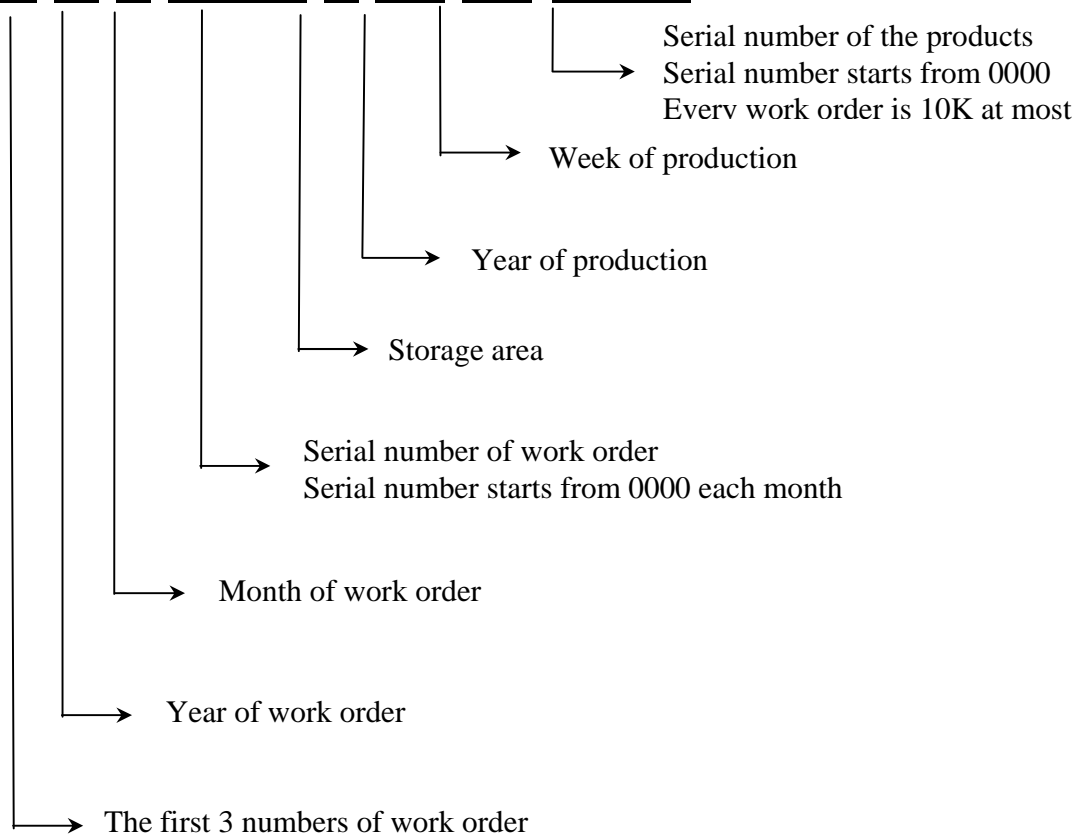 Serial number of the products
Serial number starts from 0000
Every work order is 10K at most
Week of production
Year of production
Storage area
Serial number of work order
Serial number starts from 0000 each month
Month of work order
Year of work order
The first 3 numbers of work order